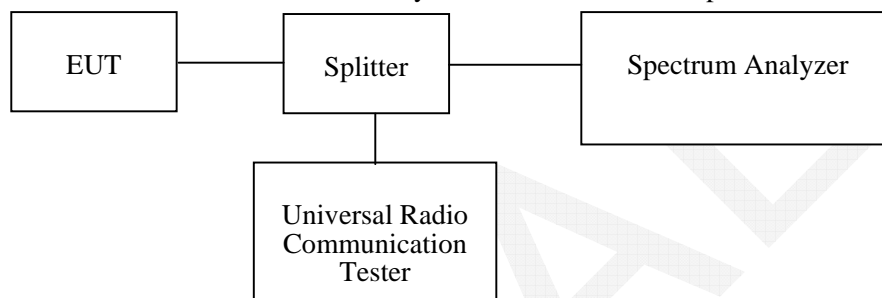 EUT
Splitter
Spectrum Analyzer
Universal Radio
Communication
Tester